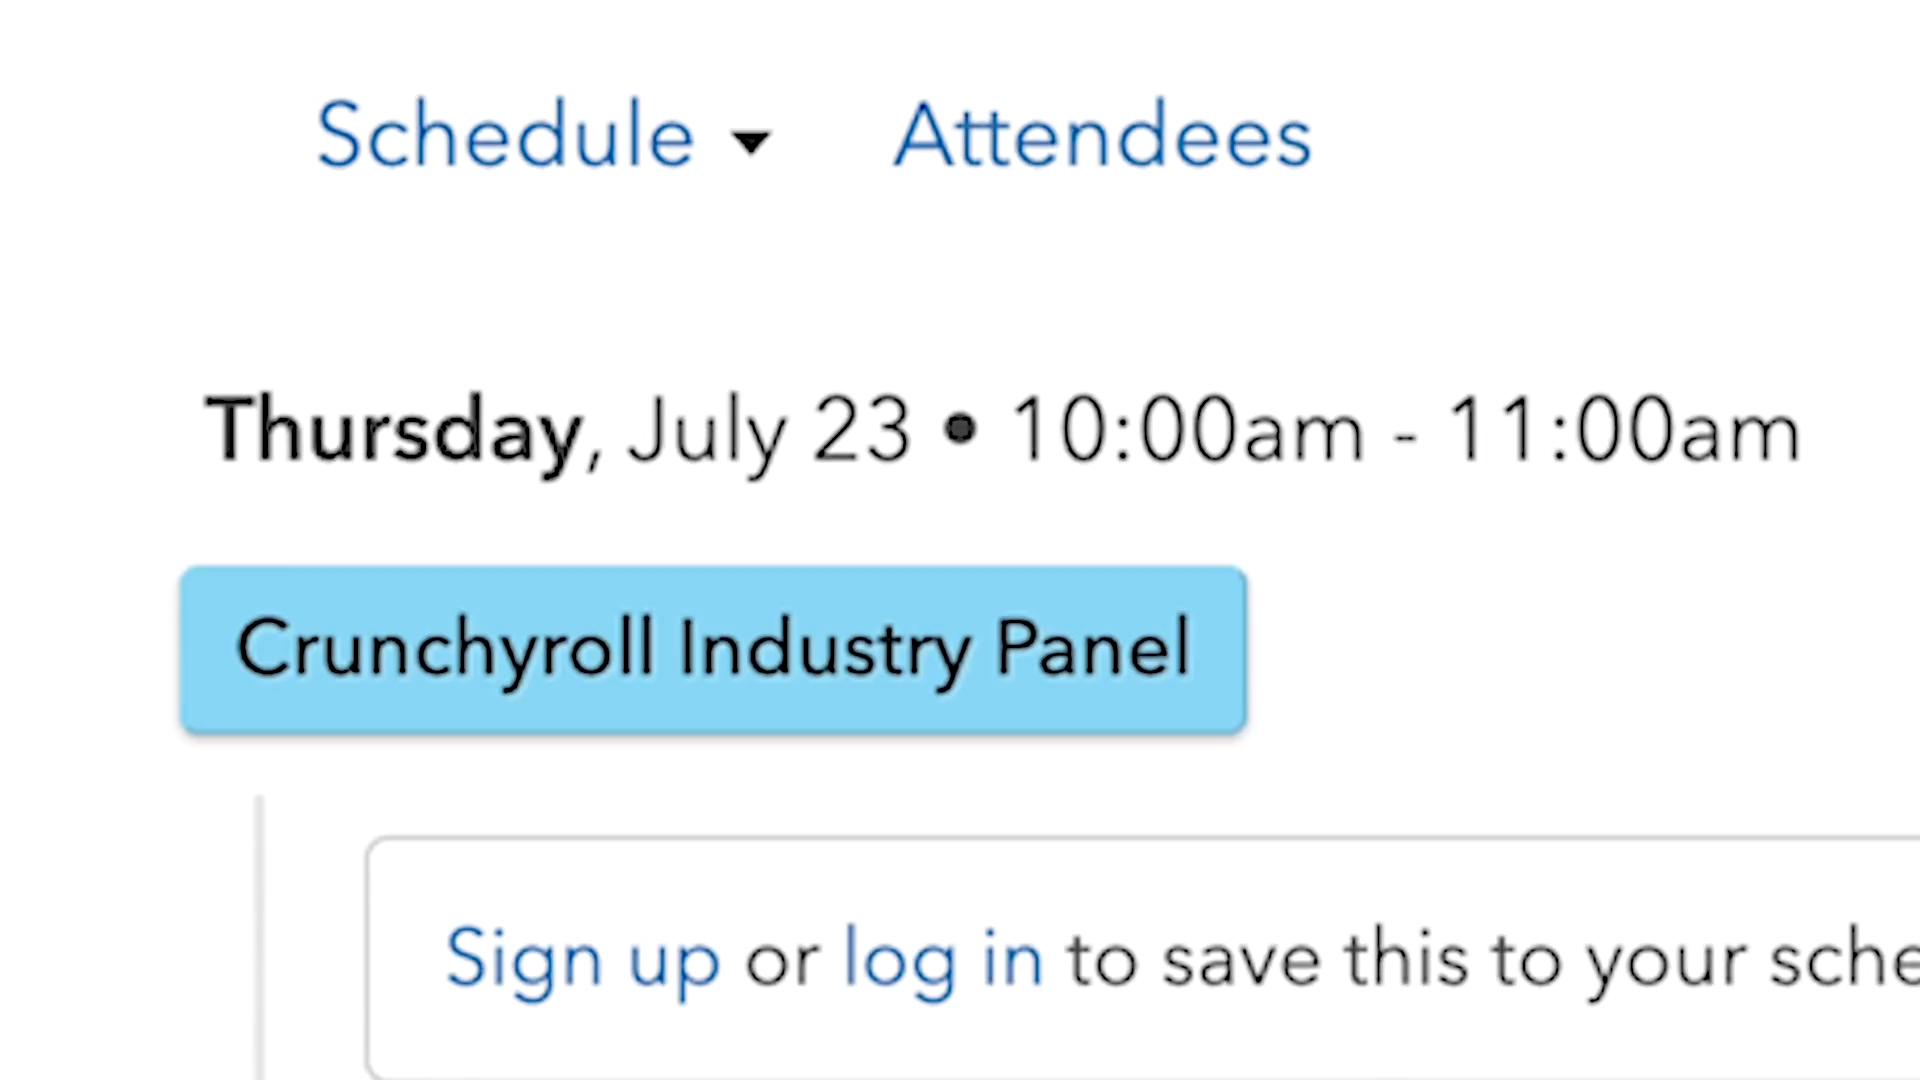 Schedule Attendees
Thursday, July 23 • 10:00am - 11:00am
Crunchyroll Industry Panel
Sign up or log in to save this to your sche